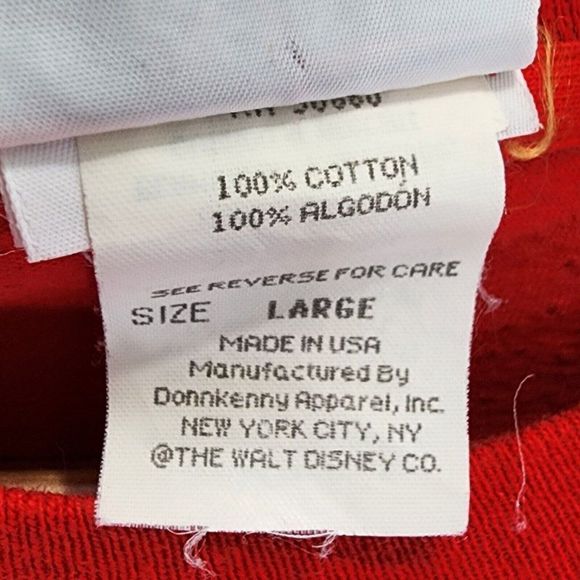 100% COTTON
100% ALGODÓN
SEE REVERSE FOR CARE
SIZE LARGE
MADE IN USA
Manufactured By
Donnkenny Apparel, Inc.
NEW YORK CITY, NY
@THE WALT DISNEY CO.